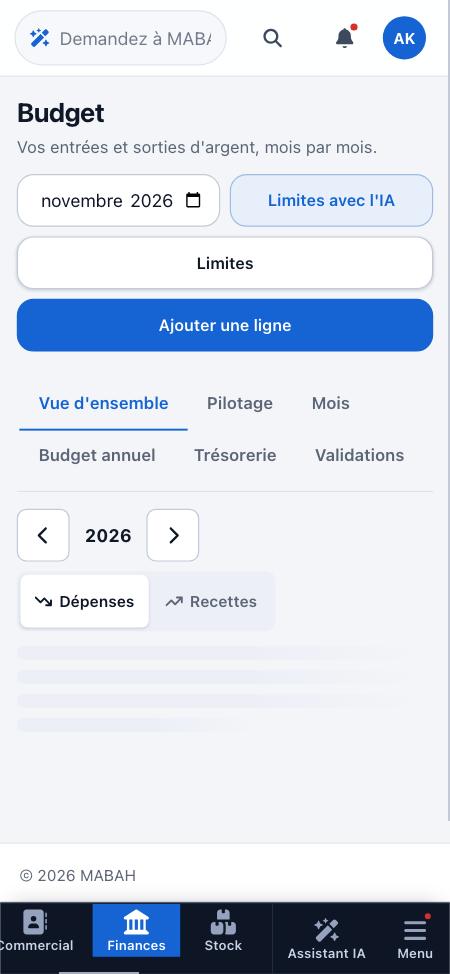 Demandez à MABA
AK
Budget
Vos entrées et sorties d'argent, mois par mois.
novembre 2026
Limites avec l'IA
Limites
Ajouter une ligne
Vue d'ensemble Pilotage Mois
Budget annuel Trésorerie Validations
2026
Dépenses Recettes
© 2026 MABAH
Commercial Finances Stock Assistant IA Menu